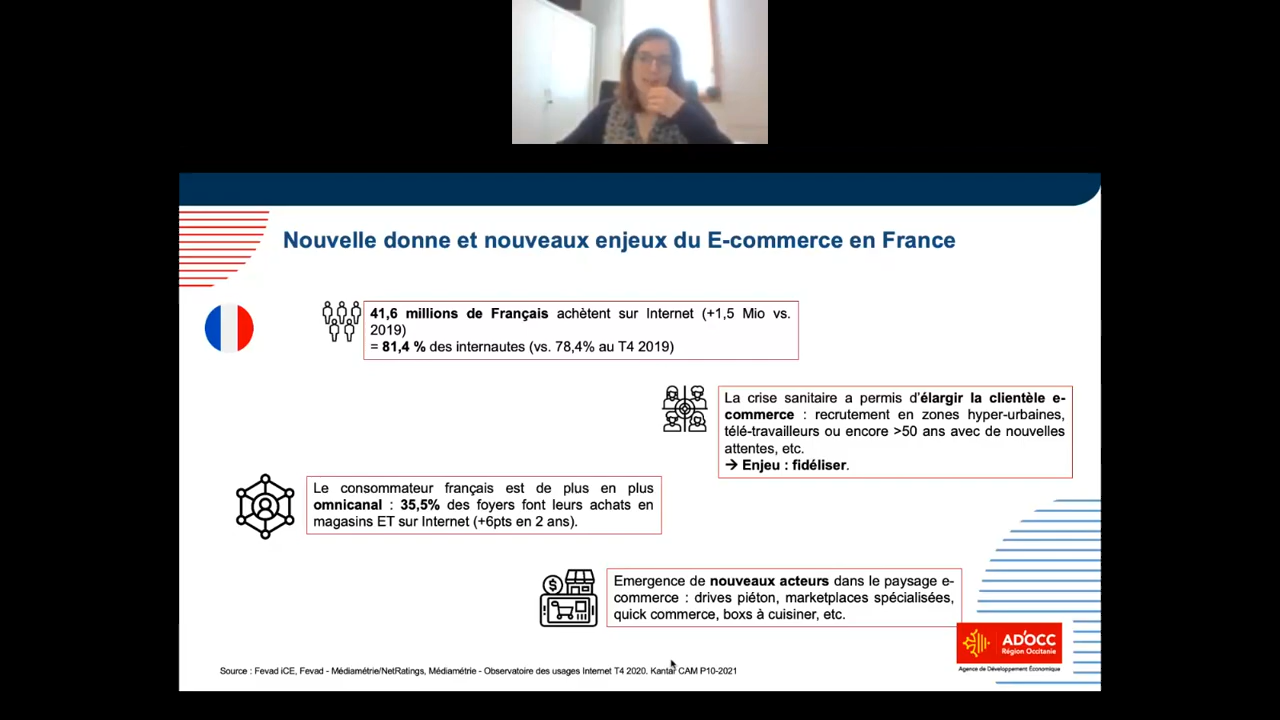 Nouvelle donne et nouveaux enjeux du E-commerce en France
41,6 millions de Français achètent sur Internet (+1,5 Mio vs.
2019)
= 81,4 % des internautes (vs. 78,4% au T4 2019)
La crise sanitaire a permis d'élargir la clientèle e-
commerce : recrutement en zones hyper-urbaines,
télé-travailleurs ou encore >50 ans avec de nouvelles
attentes, etc.
→ Enjeu : fidéliser.
Le consommateur français est de plus en plus
omnicanal : 35,5% des foyers font leurs achats en
magasins ET sur Internet (+6pts en 2 ans).
Emergence de nouveaux acteurs dans le paysage e-
commerce : drives piéton, marketplaces spécialisées,
quick commerce, boxs à cuisiner, etc.
AD'OCC
Région Occitanie
Agence de Développement Économique
Source : Fevad iCE, Fevad - Médiamétrie/NetRatings, Médiamétrie - Observatoire des usages Internet T4 2020. Kantar CAM P10-2021